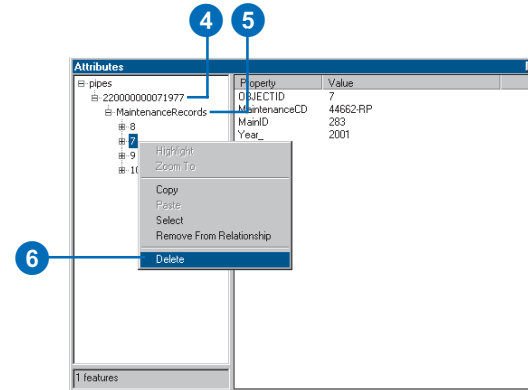 4 5
Attributes
pipes
220000000071977
MaintenanceRecords
8
7
9
10
Property Value
OBJECTID 7
MaintenanceCD 44662-RP
MainID 283
Year_ 2001
Highlight
Zoom To
Copy
Paste
Select
Remove From Relationship
6
Delete
1 features